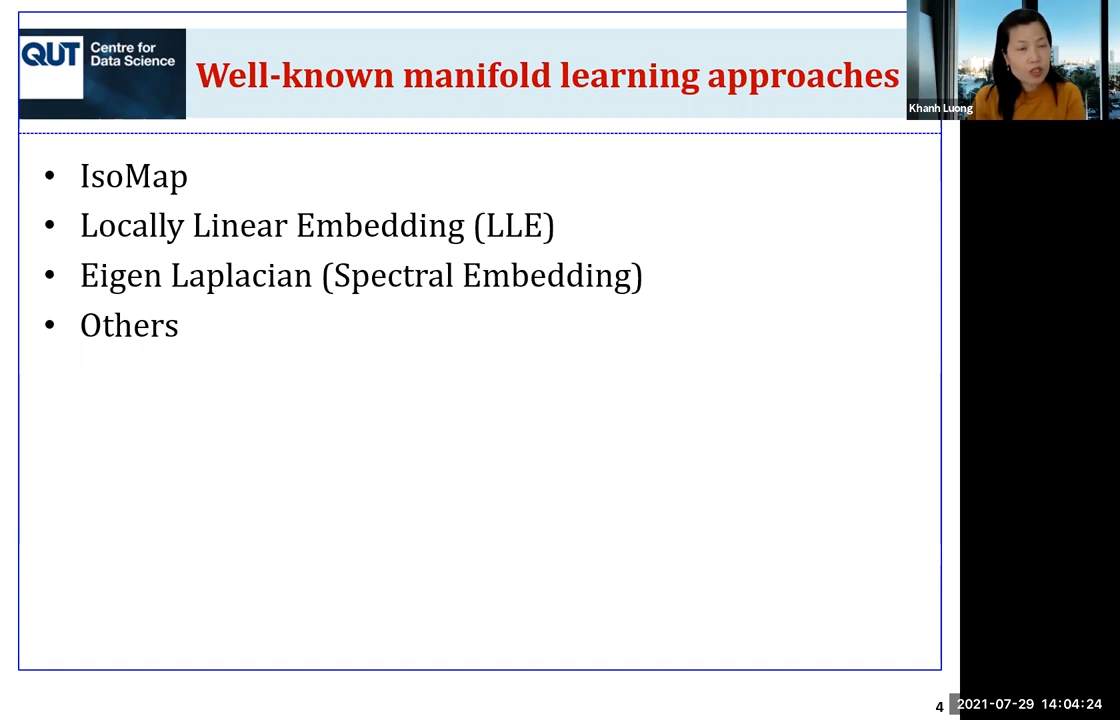 QUT Centre for
Data Science
Well-known manifold learning approaches
Khanh Luong
• IsoMap
• Locally Linear Embedding (LLE)
• Eigen Laplacian (Spectral Embedding)
• Others
4
2021-07-29 14:04:24